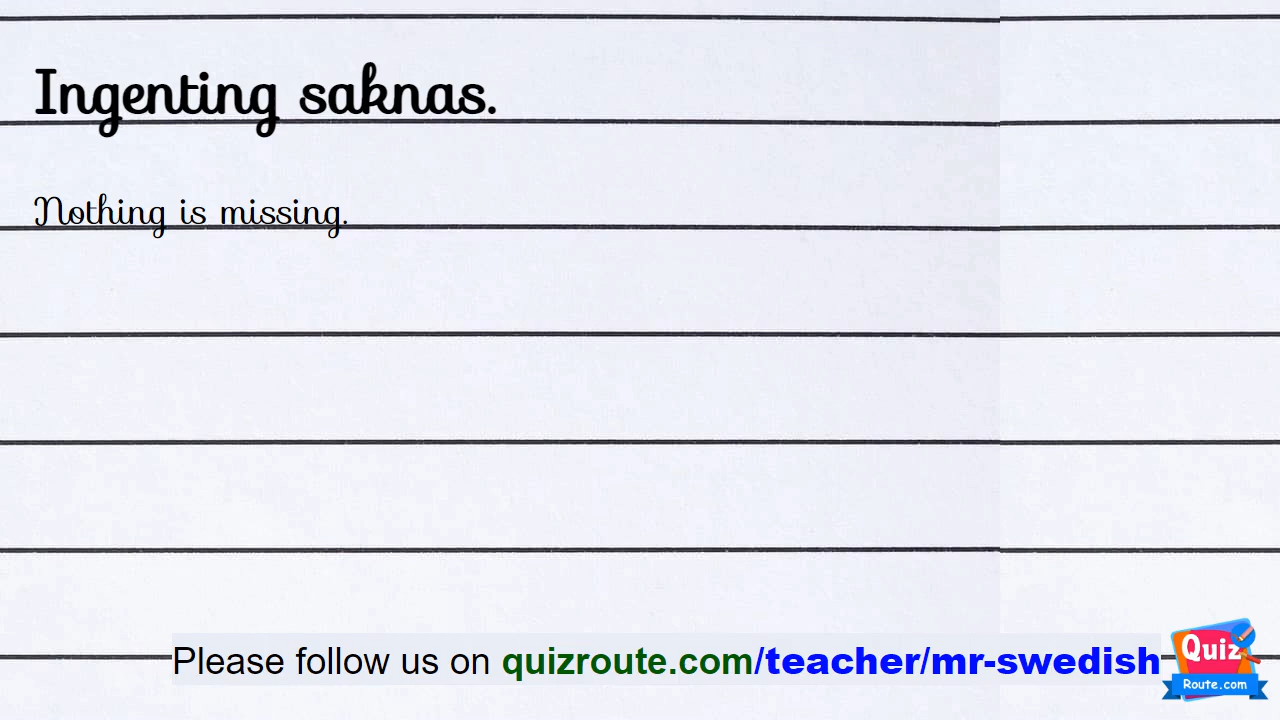 Ingenting saknas.
Nothing is missing.
Please follow us on quizroute.com/teacher/mr-swedish
Quiz
Route.com